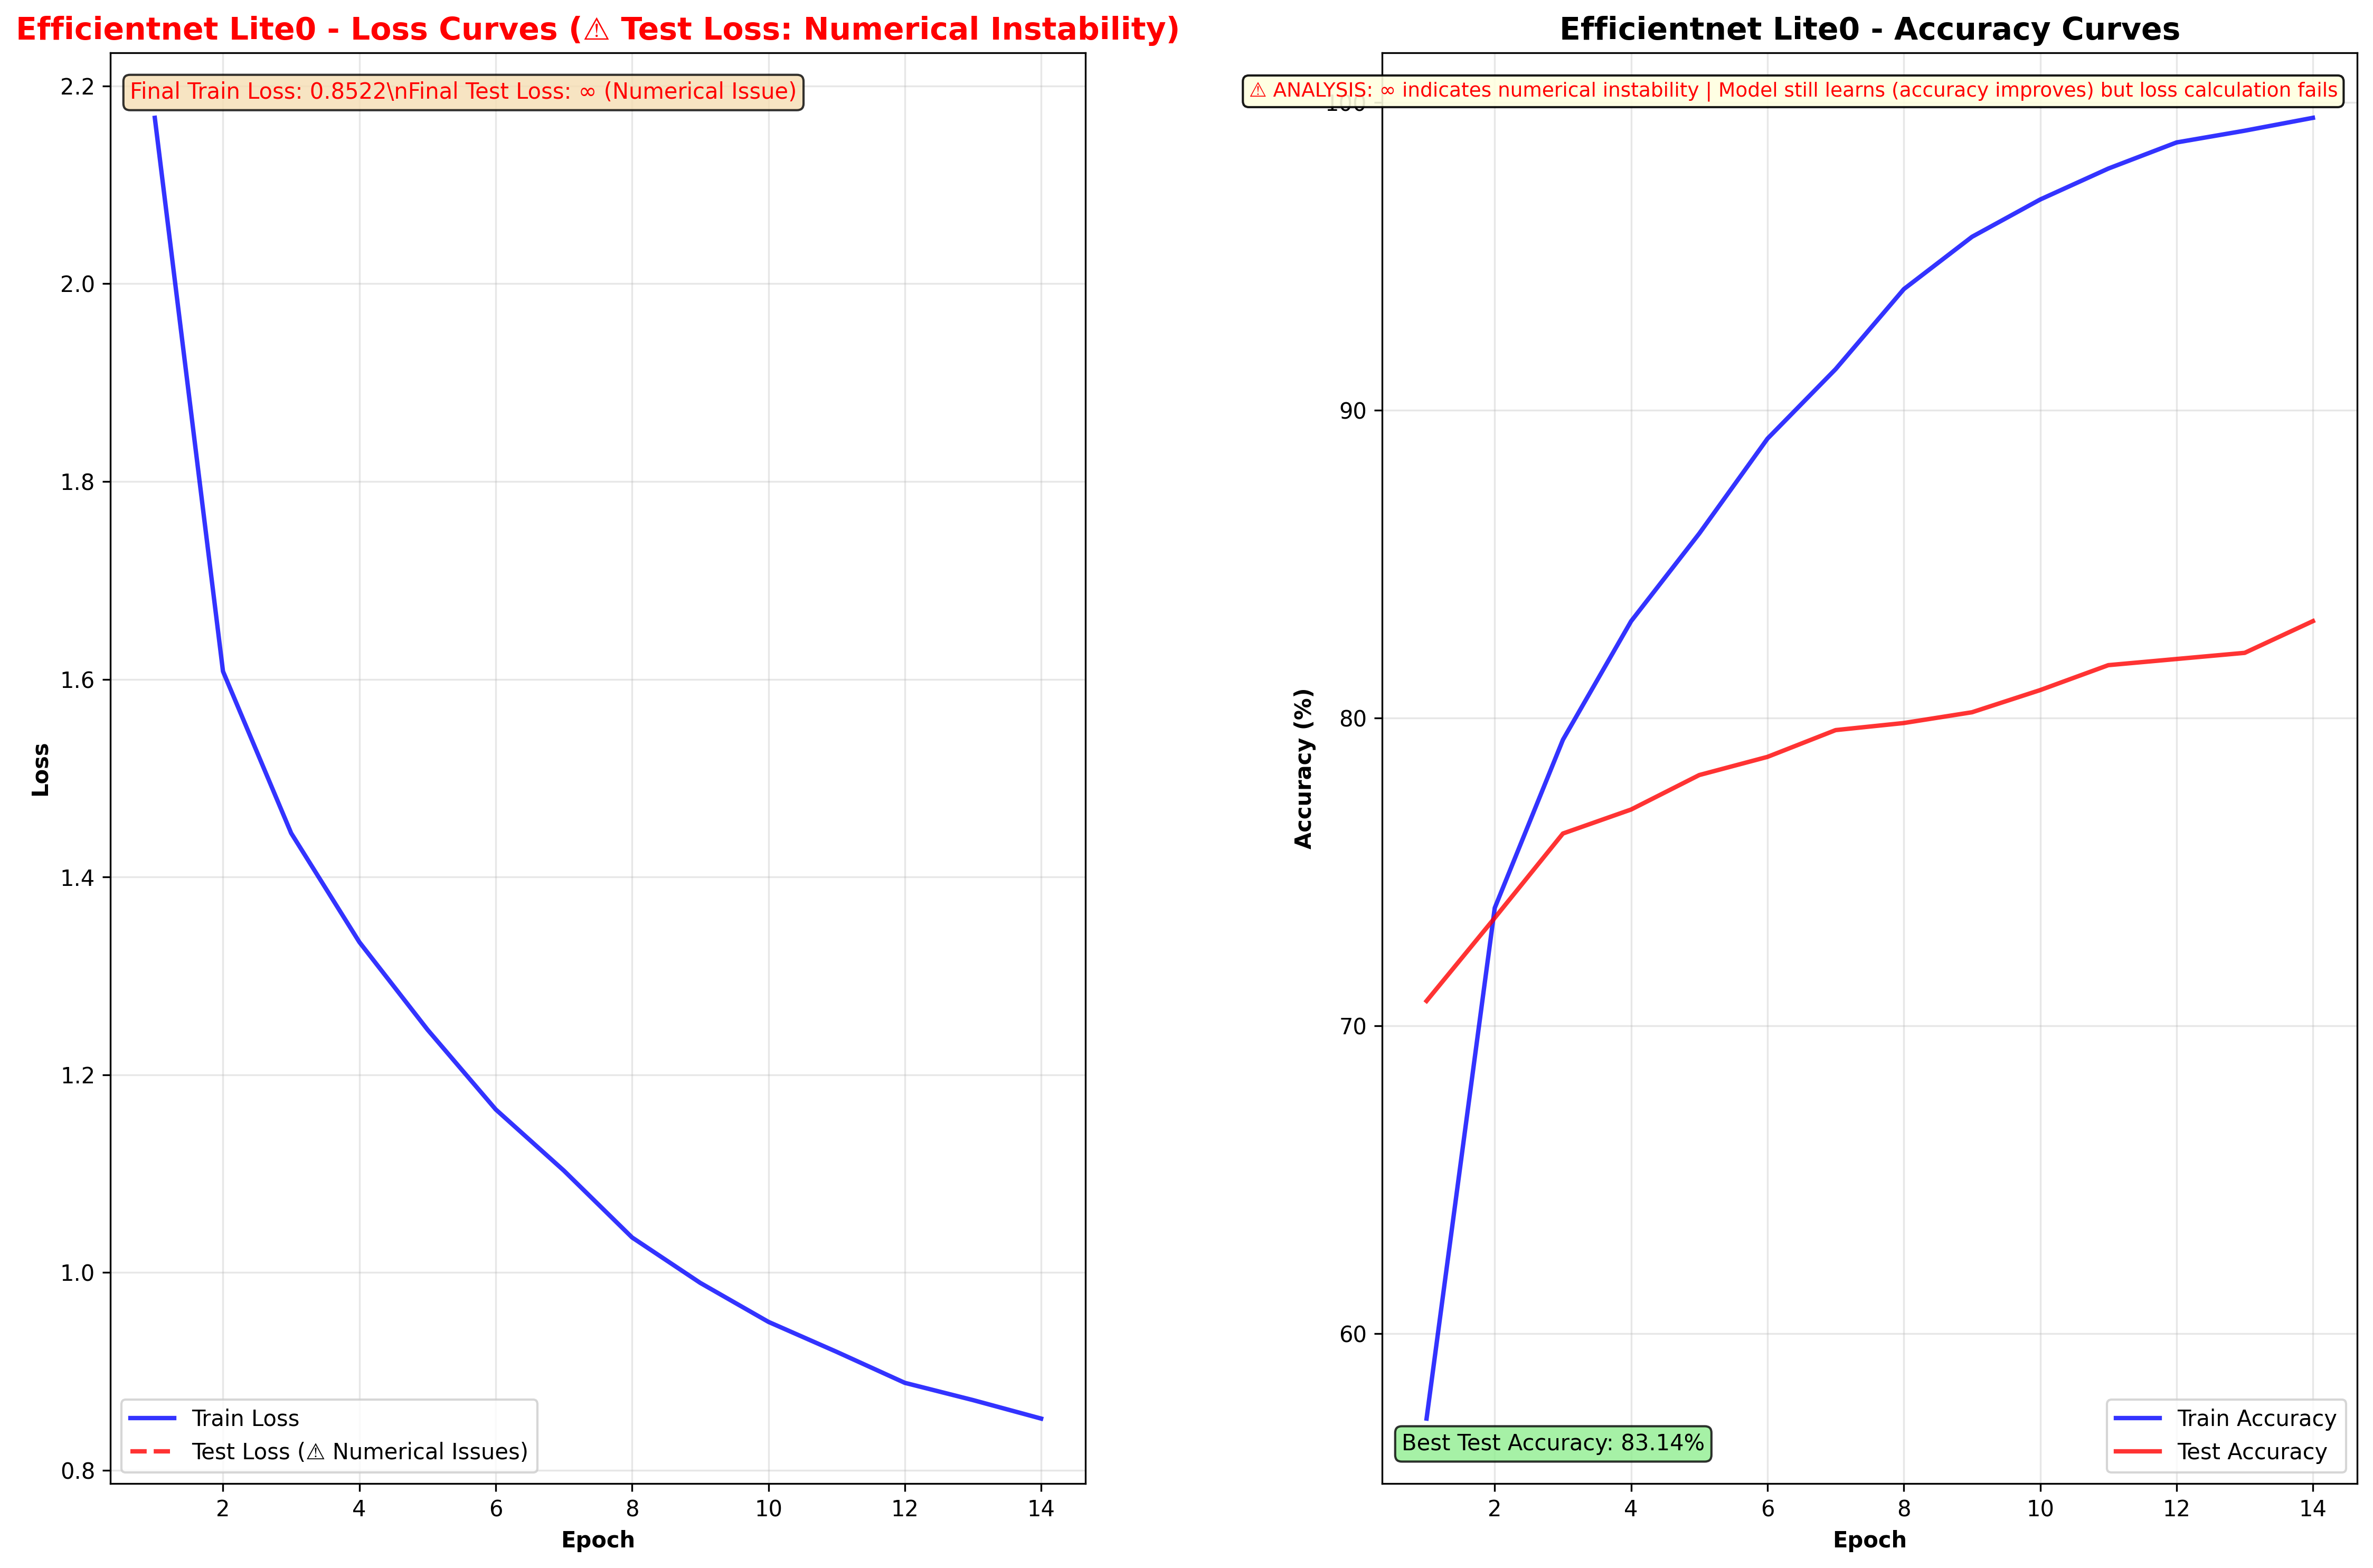 Efficientnet Lite0 - Loss Curves (⚠ Test Loss: Numerical Instability)
Final Train Loss: 0.8522\nFinal Test Loss: ∞ (Numerical Issue)
2.2
2.0
1.8
1.6
1.4
1.2
1.0
0.8
Loss
Train Loss
Test Loss (⚠ Numerical Issues)
2 4 6 8 10 12 14
Epoch
Efficientnet Lite0 - Accuracy Curves
⚠ ANALYSIS: ∞ indicates numerical instability | Model still learns (accuracy improves) but loss calculation fails
100
90
80
70
60
Accuracy (%)
Best Test Accuracy: 83.14%
Train Accuracy
Test Accuracy
2 4 6 8 10 12 14
Epoch